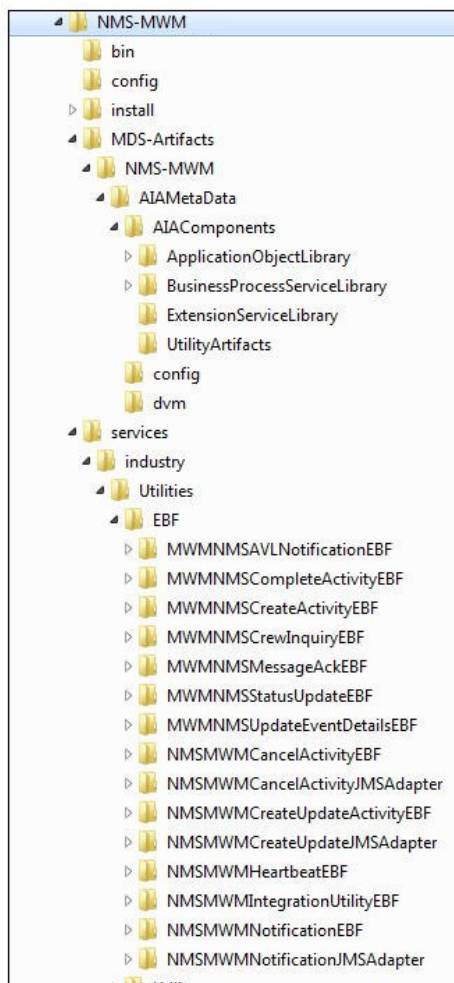 NMS-MWM
bin
config
install
MDS-Artifacts
NMS-MWM
AIAMetaData
AIAComponents
ApplicationObjectLibrary
BusinessProcessServiceLibrary
ExtensionServiceLibrary
UtilityArtifacts
config
dvm
services
industry
Utilities
EBF
MWMNMSAVLNotificationEBF
MWMNMSCompleteActivityEBF
MWMNMSCreateActivityEBF
MWMNMSCrewInquiryEBF
MWMNMSMessageAckEBF
MWMNMSStatusUpdateEBF
MWMNMSUpdateEventDetailsEBF
NMSMWMCancelActivityEBF
NMSMWMCancelActivityJMSAdapter
NMSMWMCreateUpdateActivityEBF
NMSMWMCreateUpdateJMSAdapter
NMSMWMHeartbeatEBF
NMSMWMIntegrationUtilityEBF
NMSMWMNotificationEBF
NMSMWMNotificationJMSAdapter